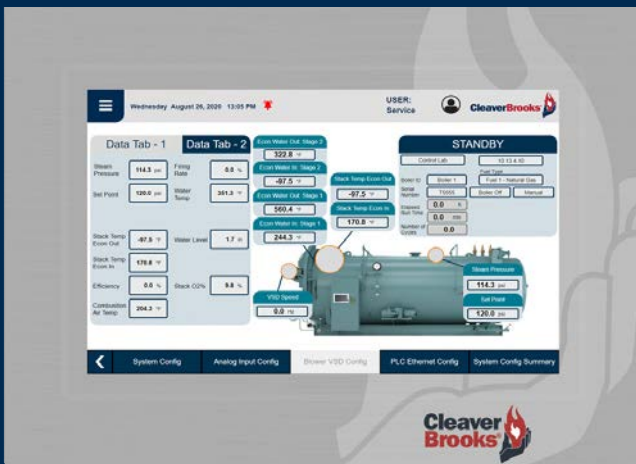 Wednesday August 26, 2020 13:05 PM
USER:
Service
CleaverBrooks
Data Tab - 1
Data Tab - 2
Steam
Pressure
114.3 psi
Firing
Rate
0.0 %
Set Point
120.0 psi
Water
Temp
351.3 °F
Stack Temp
Econ Out
-97.5 °F
Water Level
1.7 in
Stack Temp
Econ In
170.8 °F
Efficiency
0.0 %
Stack O2%
9.8 %
Combustion
Air Temp
204.3 °F
Econ Water Out: Stage 2
322.8 °F
Econ Water In: Stage 2
-97.5 °F
Econ Water Out: Stage 1
560.4 °F
Econ Water In: Stage 1
244.3 °F
Stack Temp Econ Out
-97.5 °F
Stack Temp Econ In
170.8 °F
VSD Speed
0.0 Hz
STANDBY
Control Lab
10.13.4.10
Fuel Type
Boiler ID
Boiler 1
Fuel 1 - Natural Gas
Serial
Number
T5055
Boiler Off
Manual
Elapsed
Run Time
0.0 K
0.0 min
Number of
Cycles
0.0
Steam Pressure
114.3 psi
Set Point
120.0 psi
System Config
Analog Input Config
Blower VSD Config
PLC Ethernet Config
System Config Summary
Cleaver
Brooks®